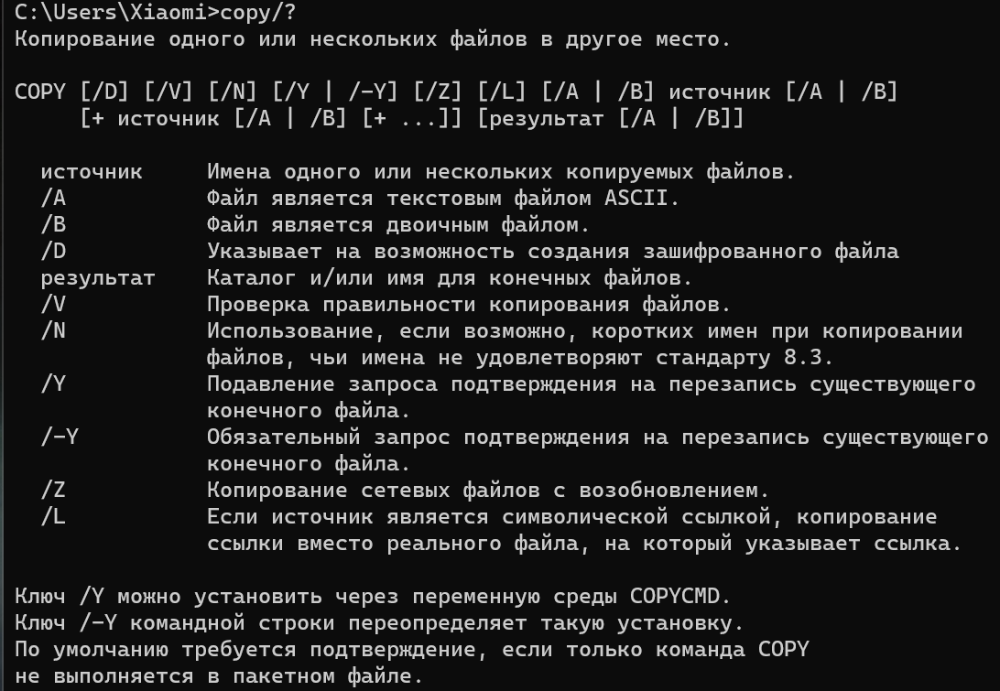 C:\Users\Xiaomi>copy/?
Копирование одного или нескольких файлов в другое место.

COPY [/D] [/V] [/N] [/Y | /-Y] [/Z] [/L] [/A | /B] источник [/A | /B]
     [+ источник [/A | /B] [+ ...]] [результат [/A | /B]]

  источник     Имена одного или нескольких копируемых файлов.
  /A           Файл является текстовым файлом ASCII.
  /B           Файл является двоичным файлом.
  /D           Указывает на возможность создания зашифрованного файла
  результат    Каталог и/или имя для конечных файлов.
  /V           Проверка правильности копирования файлов.
  /N           Использование, если возможно, коротких имен при копировании
               файлов, чьи имена не удовлетворяют стандарту 8.3.
  /Y           Подавление запроса подтверждения на перезапись существующего
               конечного файла.
  /-Y          Обязательный запрос подтверждения на перезапись существующего
               конечного файла.
  /Z           Копирование сетевых файлов с возобновлением.
  /L           Если источник является символической ссылкой, копирование
               ссылки вместо реального файла, на который указывает ссылка.

Ключ /Y можно установить через переменную среды COPYCMD.
Ключ /-Y командной строки переопределяет такую установку.
По умолчанию требуется подтверждение, если только команда COPY
не выполняется в пакетном файле.